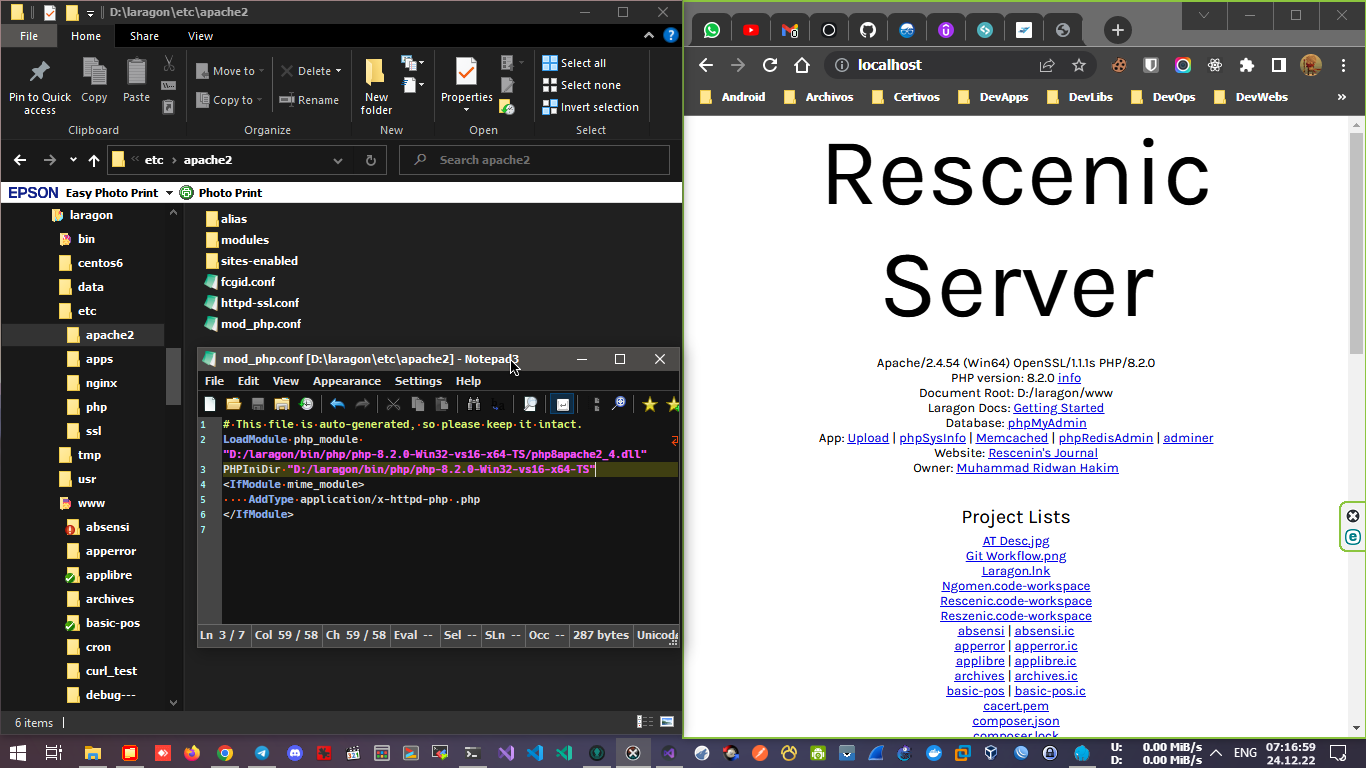 D:\laragon\etc\apache2
File Home Share View
Pin to Quick access
Copy
Paste
Clipboard
Move to
Copy to
Delete
Rename
Organize
New folder
New
Properties
Open
Select all
Select none
Invert selection
Select
etc › apache2
Search apache2
EPSON Easy Photo Print Photo Print
laragon
bin
centos6
data
etc
apache2
apps
nginx
php
ssl
tmp
usr
www
absensi
apperror
applibre
archives
basic-pos
cron
curl_test
debug---
alias
modules
sites-enabled
fcgid.conf
httpd-ssl.conf
mod_php.conf
mod_php.conf [D:\laragon\etc\apache2] - Notepad3
File Edit View Appearance Settings Help
1 # This file is auto-generated, so please keep it intact.
2 LoadModule php_module
"D:/laragon/bin/php/php-8.2.0-Win32-vs16-x64-TS/php8apache2_4.dll"
3 PHPIniDir "D:/laragon/bin/php/php-8.2.0-Win32-vs16-x64-TS"
4 <IfModule mime_module>
5 ····AddType application/x-httpd-php .php
6 </IfModule>
7
Ln 3 / 7 Col 59 / 58 Ch 59 / 58 Eval -- Sel -- SLn -- Occ -- 287 bytes Unicod
6 items
localhost
Android Archivos Certivos DevApps DevLibs DevOps DevWebs »
Rescenic
Server
Apache/2.4.54 (Win64) OpenSSL/1.1.1s PHP/8.2.0
PHP version: 8.2.0 info
Document Root: D:/laragon/www
Laragon Docs: Getting Started
Database: phpMyAdmin
App: Upload | phpSysInfo | Memcached | phpRedisAdmin | adminer
Website: Rescenin's Journal
Owner: Muhammad Ridwan Hakim
Project Lists
AT Desc.jpg
Git Workflow.png
Laragon.lnk
Ngomen.code-workspace
Rescenic.code-workspace
Reszenic.code-workspace
absensi | absensi.ic
apperror | apperror.ic
applibre | applibre.ic
archives | archives.ic
basic-pos | basic-pos.ic
cacert.pem
composer.json
composer.lock
U: 0.00 MiB/s
D: 0.00 MiB/s
ENG
07:16:59
24.12.22